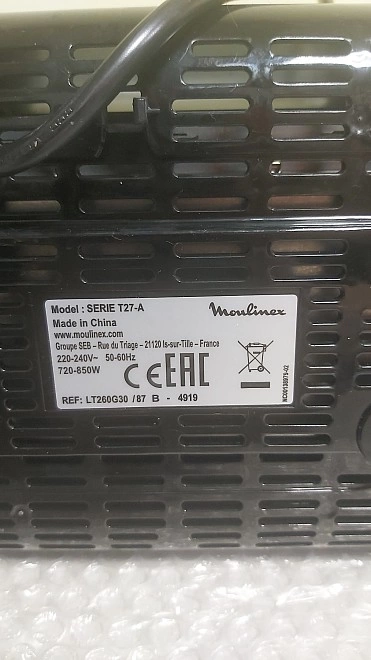 Model : SERIE T27-A
Moulinex
Made in China
www.moulinex.com
Groupe SEB – Rue du Triage – 21120 Is-sur-Tille – France
220-240V~ 50-60Hz
720-850W
CE EAC
REF: LT260G30 / 87 B - 4919